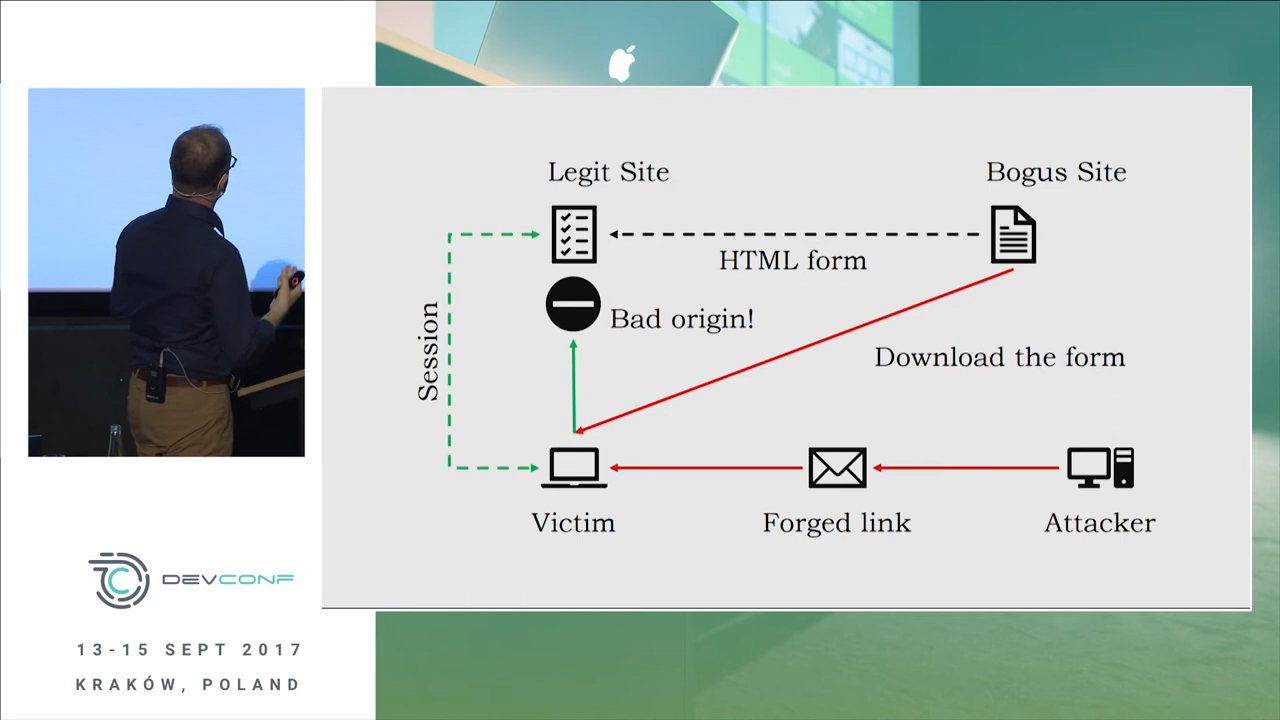 Legit Site
Bogus Site
HTML form
Bad origin!
Session
Download the form
Victim
Forged link
Attacker
DEVCONF
13-15 SEPT 2017
KRAKÓW, POLAND